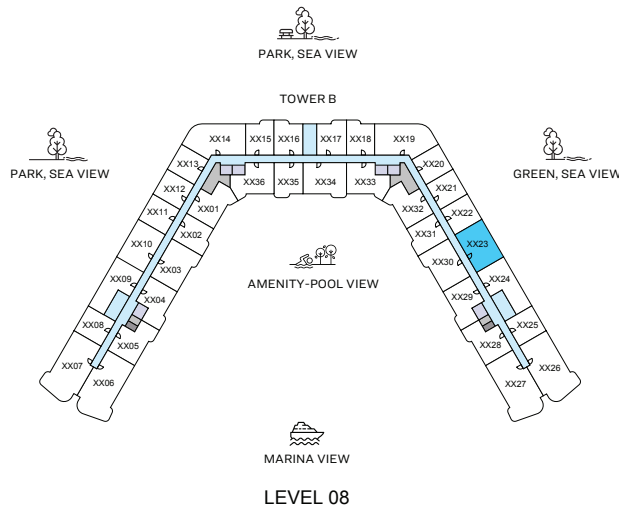 PARK, SEA VIEW
TOWER B
PARK, SEA VIEW
GREEN, SEA VIEW
XX14
XX15
XX16
XX17
XX18
XX19
XX13
XX36
XX35
XX34
XX33
XX20
XX12
XX01
XX32
XX21
XX11
XX02
XX31
XX22
XX10
XX03
XX30
XX23
XX09
XX04
XX29
XX24
XX08
XX05
XX28
XX25
XX07
XX06
XX27
XX26
AMENITY-POOL VIEW
MARINA VIEW
LEVEL 08